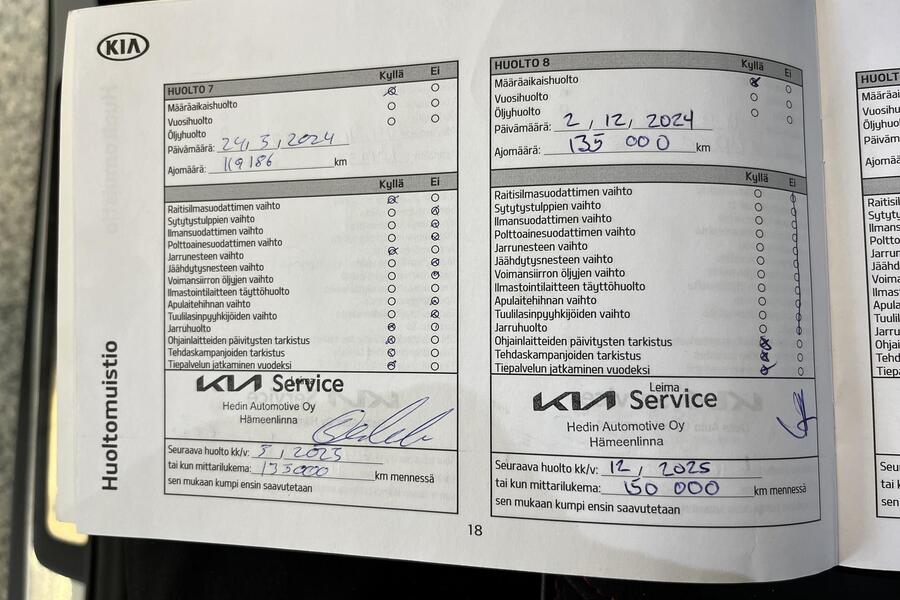 KIA
Huoltomuistio
HUOLTO 7 Kyllä Ei
Määräaikaishuolto
Vuosihuolto
Öljyhuolto
Päivämäärä: 24, 5, 2024
Ajomäärä: 119186 km
Kyllä Ei
Raitisilmasuodattimen vaihto
Sytytystulppien vaihto
Ilmansuodattimen vaihto
Polttoainesuodattimen vaihto
Jarrunesteen vaihto
Jäähdytysnesteen vaihto
Voimansiirron öljyjen vaihto
Ilmastointilaitteen täyttöhuolto
Apulaitehihnan vaihto
Tuulilasinpyyhkijöiden vaihto
Jarruhuolto
Ohjainlaitteiden päivitysten tarkistus
Tehdaskampanjoiden tarkistus
Tiepalvelun jatkaminen vuodeksi
Leima
KIA Service
Hedin Automotive Oy
Hämeenlinna
Seuraava huolto kk/v: 5, 2025
tai kun mittarilukema: 135000 km mennessä
sen mukaan kumpi ensin saavutetaan
HUOLTO 8 Kyllä Ei
Määräaikaishuolto
Vuosihuolto
Öljyhuolto
Päivämäärä: 2, 12, 2024
Ajomäärä: 135 000 km
Kyllä Ei
Raitisilmasuodattimen vaihto
Sytytystulppien vaihto
Ilmansuodattimen vaihto
Polttoainesuodattimen vaihto
Jarrunesteen vaihto
Jäähdytysnesteen vaihto
Voimansiirron öljyjen vaihto
Ilmastointilaitteen täyttöhuolto
Apulaitehihnan vaihto
Tuulilasinpyyhkijöiden vaihto
Jarruhuolto
Ohjainlaitteiden päivitysten tarkistus
Tehdaskampanjoiden tarkistus
Tiepalvelun jatkaminen vuodeksi
Leima
KIA Service
Hedin Automotive Oy
Hämeenlinna
Seuraava huolto kk/v: 12, 2025
tai kun mittarilukema: 150 000 km mennessä
sen mukaan kumpi ensin saavutetaan
18